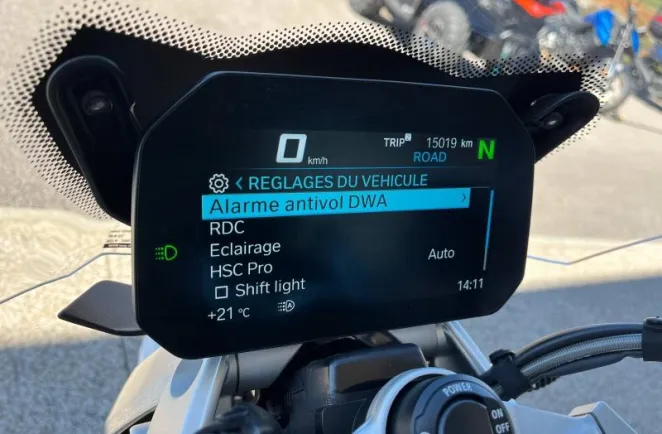 TRIP2 15019 km
0 km/h ROAD N
< REGLAGES DU VEHICULE
Alarme antivol DWA >
RDC
Eclairage
HSC Pro Auto
Shift light
14:11
+21 °C A
POWER
ON
OFF